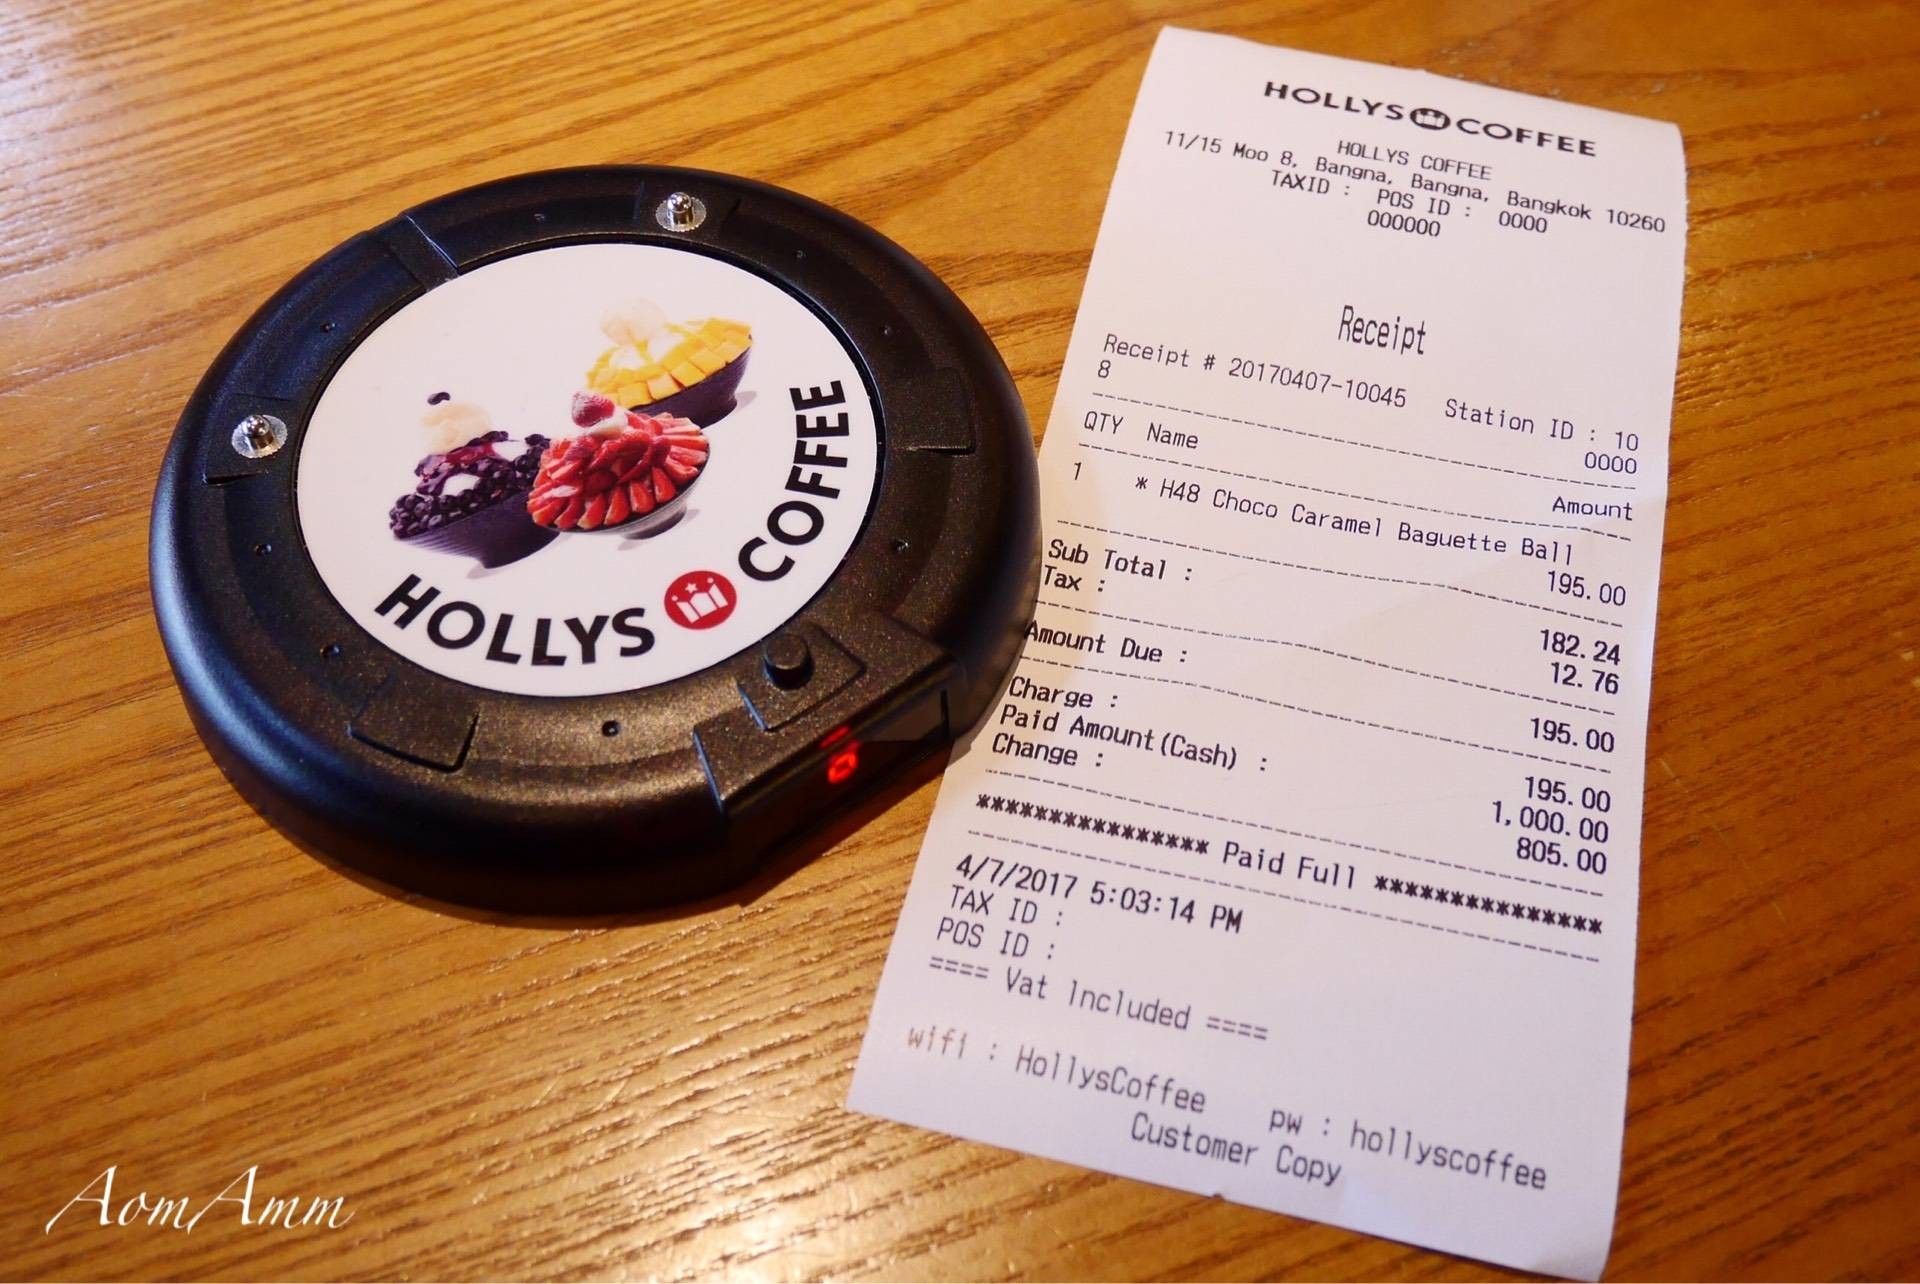 HOLLYS COFFEE
HOLLYS COFFEE
HOLLYS COFFEE
11/15 Moo 8, Bangna, Bangna, Bangkok 10260
TAXID : POS ID : 0000
000000
Receipt
Receipt # 20170407-10045 Station ID : 10
8 0000
QTY Name Amount
1 * H48 Choco Caramel Baguette Ball
195.00
Sub Total : 182.24
Tax : 12.76
Amount Due : 195.00
Charge : 195.00
Paid Amount(Cash) : 1,000.00
Change : 805.00
**************** Paid Full ****************
4/7/2017 5:03:14 PM
TAX ID :
POS ID :
==== Vat Included ====
wifi : HollysCoffee pw : hollyscoffee
Customer Copy
AomAmm